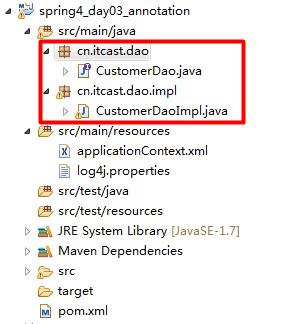 spring4_day03_annotation
src/main/java
cn.itcast.dao
CustomerDao.java
cn.itcast.dao.impl
CustomerDaoImpl.java
src/main/resources
applicationContext.xml
log4j.properties
src/test/java
src/test/resources
JRE System Library [JavaSE-1.7]
Maven Dependencies
src
target
pom.xml